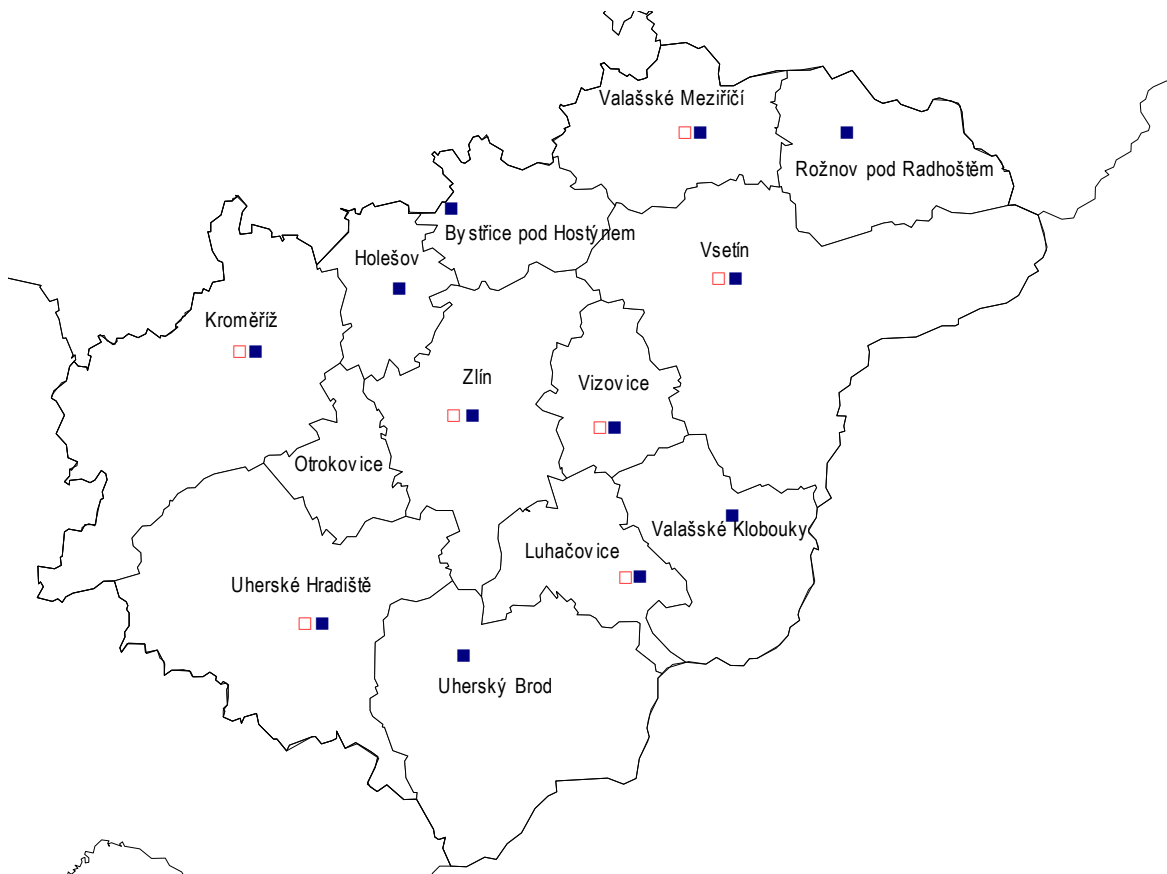 Valašské Meziříčí
Rožnov pod Radhoštěm
Bystřice pod Hostýnem
Holešov
Vsetín
Kroměříž
Zlín
Vizovice
Otrokovice
Valašské Klobouky
Luhačovice
Uherské Hradiště
Uherský Brod